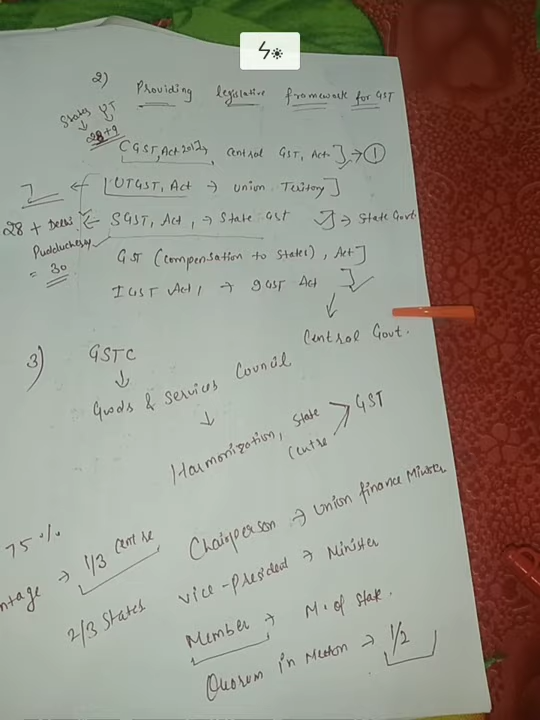 2) Providing legislative framework for GST
States UT
28+9
CGST, Act 2017, Central GST, Act → 1
UTGST, Act → Union Teritory
28 + Delhi ← SGST, Act, → State GST → State Govt.
Puducherry
= 30
GST (compensation to states), Act
IGST Act, → IGST Act
Central Govt.
3) GSTC
Goods & Services Council
Harmonization, State Centre GST
75%
ntage → 1/3 Centre
2/3 States
Chairperson → Union finance Minister
Vice-President → Minister
Member → M. of State.
Quorum in → 1/2